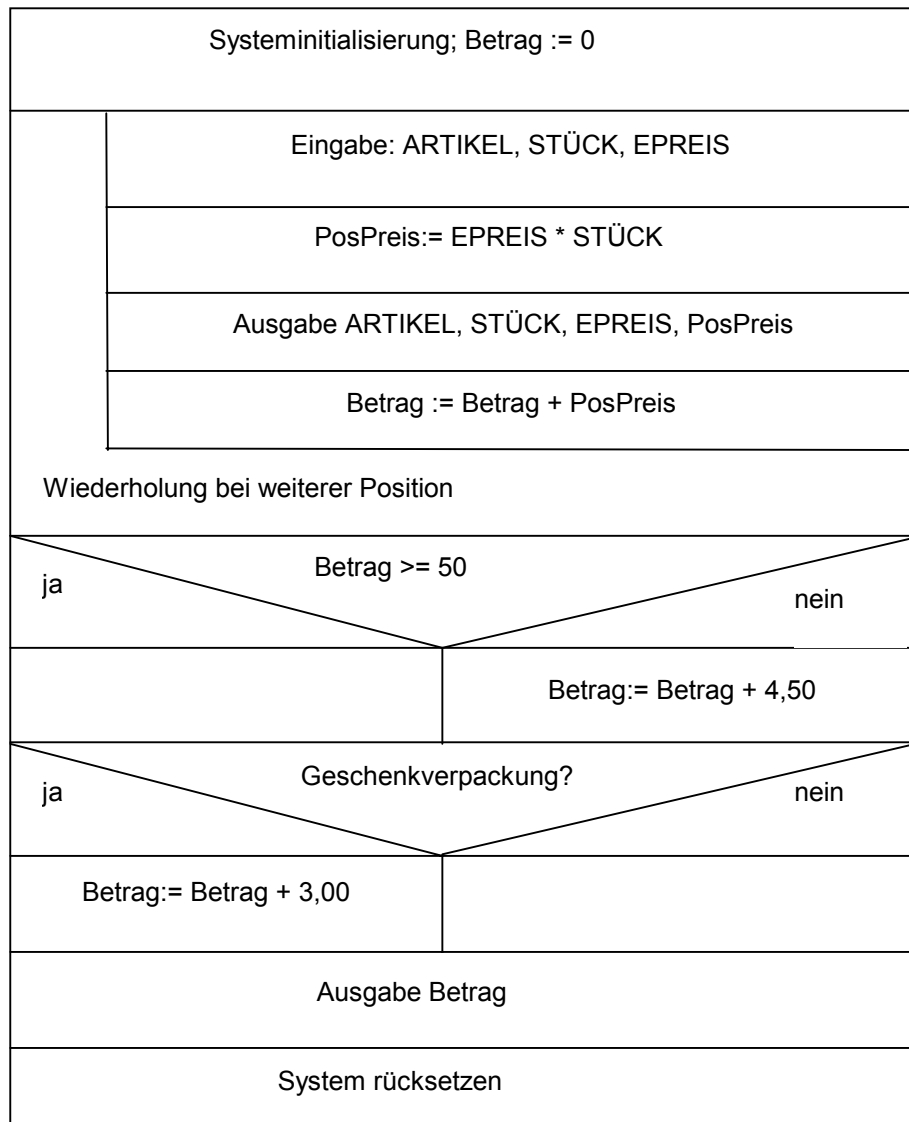 Systeminitialisierung; Betrag := 0
Eingabe: ARTIKEL, STÜCK, EPREIS
PosPreis:= EPREIS * STÜCK
Ausgabe ARTIKEL, STÜCK, EPREIS, PosPreis
Betrag := Betrag + PosPreis
Wiederholung bei weiterer Position
Betrag >= 50
ja
nein
Betrag:= Betrag + 4,50
Geschenkverpackung?
ja
nein
Betrag:= Betrag + 3,00
Ausgabe Betrag
System rücksetzen